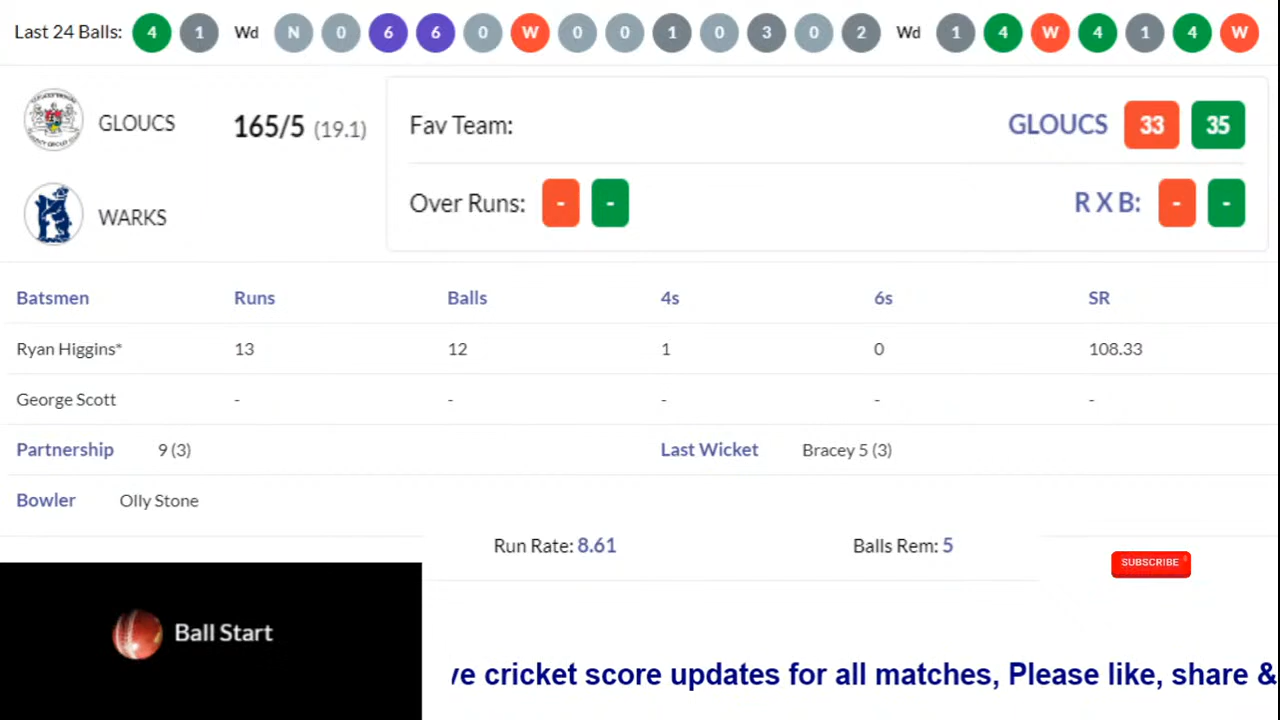 Last 24 Balls: 4 1 Wd N 0 6 6 0 W 0 0 1 0 3 0 2 Wd 1 4 W 4 1 4 W
GLOUCS 165/5 (19.1)
Fav Team: GLOUCS 33 35
WARKS
Over Runs: - - R X B: - -
Batsmen Runs Balls 4s 6s SR
Ryan Higgins* 13 12 1 0 108.33
George Scott - - - - -
Partnership 9 (3) Last Wicket Bracey 5 (3)
Bowler Olly Stone
Run Rate: 8.61 Balls Rem: 5
SUBSCRIBE
Ball Start
ve cricket score updates for all matches, Please like, share &